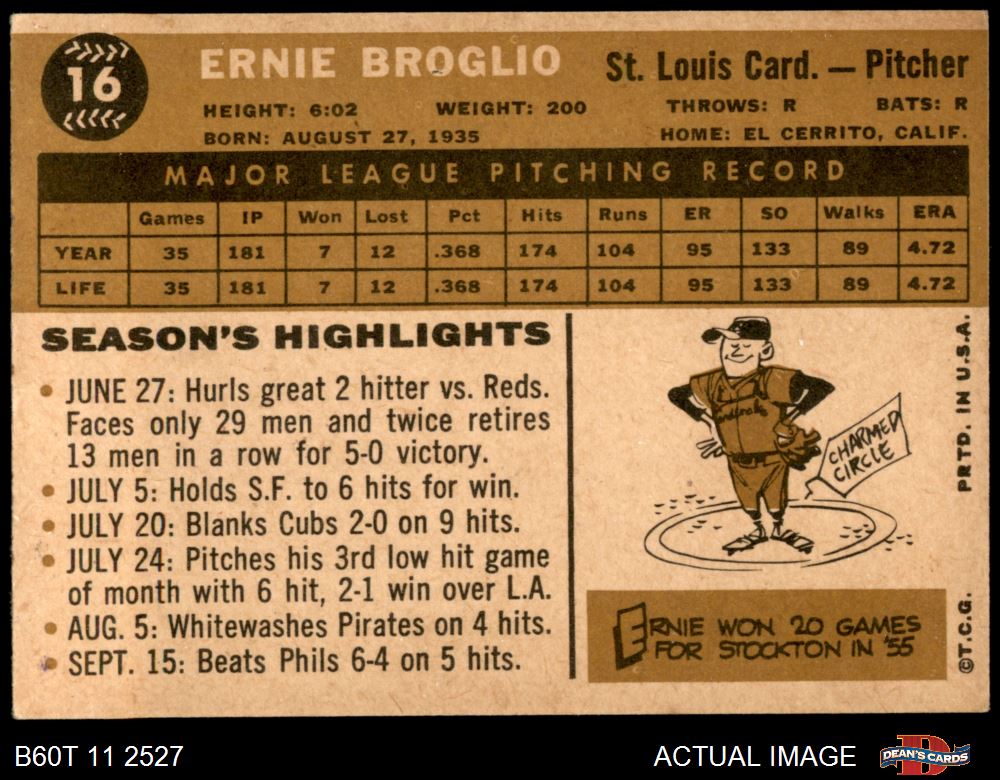 16
ERNIE BROGLIO
St. Louis Card. — Pitcher
HEIGHT: 6:02 WEIGHT: 200 THROWS: R BATS: R
BORN: AUGUST 27, 1935 HOME: EL CERRITO, CALIF.
MAJOR LEAGUE PITCHING RECORD
Games IP Won Lost Pct Hits Runs ER SO Walks ERA
YEAR 35 181 7 12 .368 174 104 95 133 89 4.72
LIFE 35 181 7 12 .368 174 104 95 133 89 4.72
SEASON'S HIGHLIGHTS
• JUNE 27: Hurls great 2 hitter vs. Reds.
Faces only 29 men and twice retires
13 men in a row for 5-0 victory.
• JULY 5: Holds S.F. to 6 hits for win.
• JULY 20: Blanks Cubs 2-0 on 9 hits.
• JULY 24: Pitches his 3rd low hit game
of month with 6 hit, 2-1 win over L.A.
• AUG. 5: Whitewashes Pirates on 4 hits.
• SEPT. 15: Beats Phils 6-4 on 5 hits.
Cardinals
CHARMED
CIRCLE
ERNIE WON 20 GAMES
FOR STOCKTON IN '55
©T.C.G. PRTD. IN U.S.A.
B60T 11 2527
ACTUAL IMAGE
DEAN'S CARDS